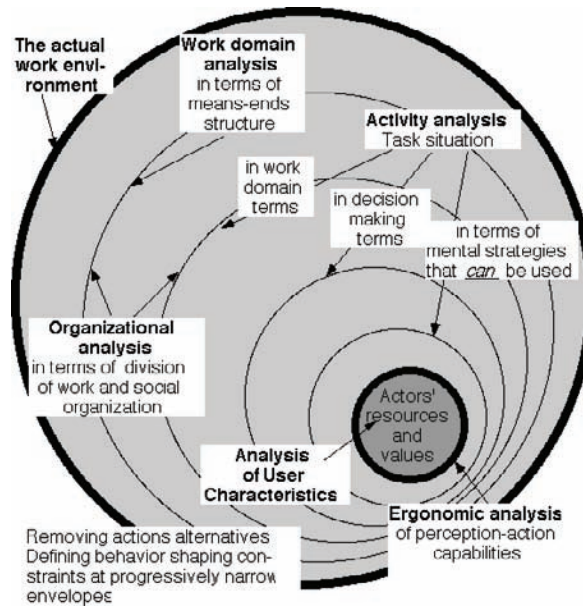 The actual
work envi-
ronment
Work domain
analysis
in terms of
means-ends
structure
Activity analysis
Task situation
in work
domain
terms
in decision
making
terms
in terms of
mental strategies
that can be used
Organizational
analysis
in terms of division
of work and social
organization
Actors'
resources
and
values
Analysis
of User
Characteristics
Ergonomic analysis
of perception-action
capabilities
Removing actions alternatives
Defining behavior shaping con-
straints at progressively narrow
envelopes